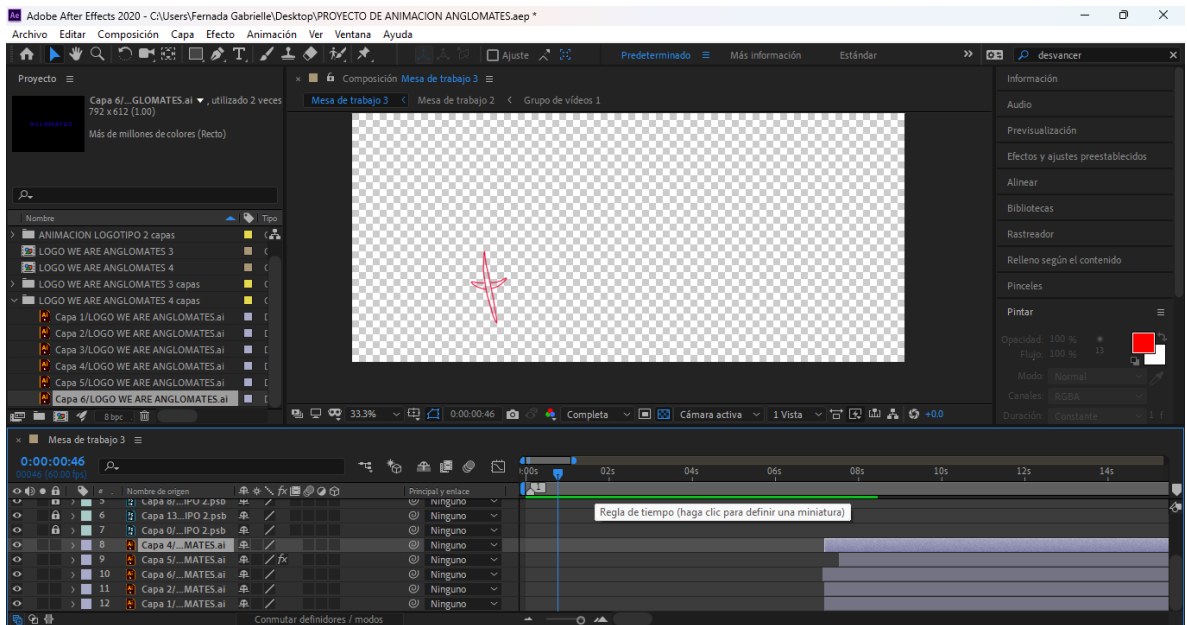 Adobe After Effects 2020 - C:\Users\Fernada Gabrielle\Desktop\PROYECTO DE ANIMACION ANGLOMATES.aep *
Archivo Editar Composición Capa Efecto Animación Ver Ventana Ayuda
Ajuste Predeterminado Más información Estándar desvancer
Proyecto
Composición Mesa de trabajo 3
Información
Capa 6/...GLOMATES.ai , utilizado 2 veces
792 x 612 (1.00)
Más de millones de colores (Recto)
Mesa de trabajo 3 Mesa de trabajo 2 Grupo de vídeos 1
Audio
Previsualización
Efectos y ajustes preestablecidos
Alinear
Bibliotecas
Rastreador
Relleno según el contenido
Pinceles
Pintar
Opacidad: 100 %
Flujo: 100 % 13
Modo: Normal
Canales: RGBA
Duración: Constante 1 f
Nombre Tipo
ANIMACION LOGOTIPO 2 capas
LOGO WE ARE ANGLOMATES 3
LOGO WE ARE ANGLOMATES 4
LOGO WE ARE ANGLOMATES 3 capas
LOGO WE ARE ANGLOMATES 4 capas
Capa 1/LOGO WE ARE ANGLOMATES.ai
Capa 2/LOGO WE ARE ANGLOMATES.ai
Capa 3/LOGO WE ARE ANGLOMATES.ai
Capa 4/LOGO WE ARE ANGLOMATES.ai
Capa 5/LOGO WE ARE ANGLOMATES.ai
Capa 6/LOGO WE ARE ANGLOMATES.ai
8 bpc
33.3% 0:00:00:46 Completa Cámara activa 1 Vista +0.0
Mesa de trabajo 3
0:00:00:46
00046 (60.00 fps)
Nombre de origen Principal y enlace
02s 04s 06s 08s 10s 12s 14s
1
5 Capa 8/...IPO 2.psb Ninguno
6 Capa 13...IPO 2.psb Ninguno
Regla de tiempo (haga clic para definir una miniatura)
7 Capa 0/...IPO 2.psb Ninguno
8 Capa 4/...MATES.ai Ninguno
9 Capa 5/...MATES.ai fx Ninguno
10 Capa 6/...MATES.ai Ninguno
11 Capa 2/...MATES.ai Ninguno
12 Capa 1/...MATES.ai Ninguno
Conmutar definidores / modos